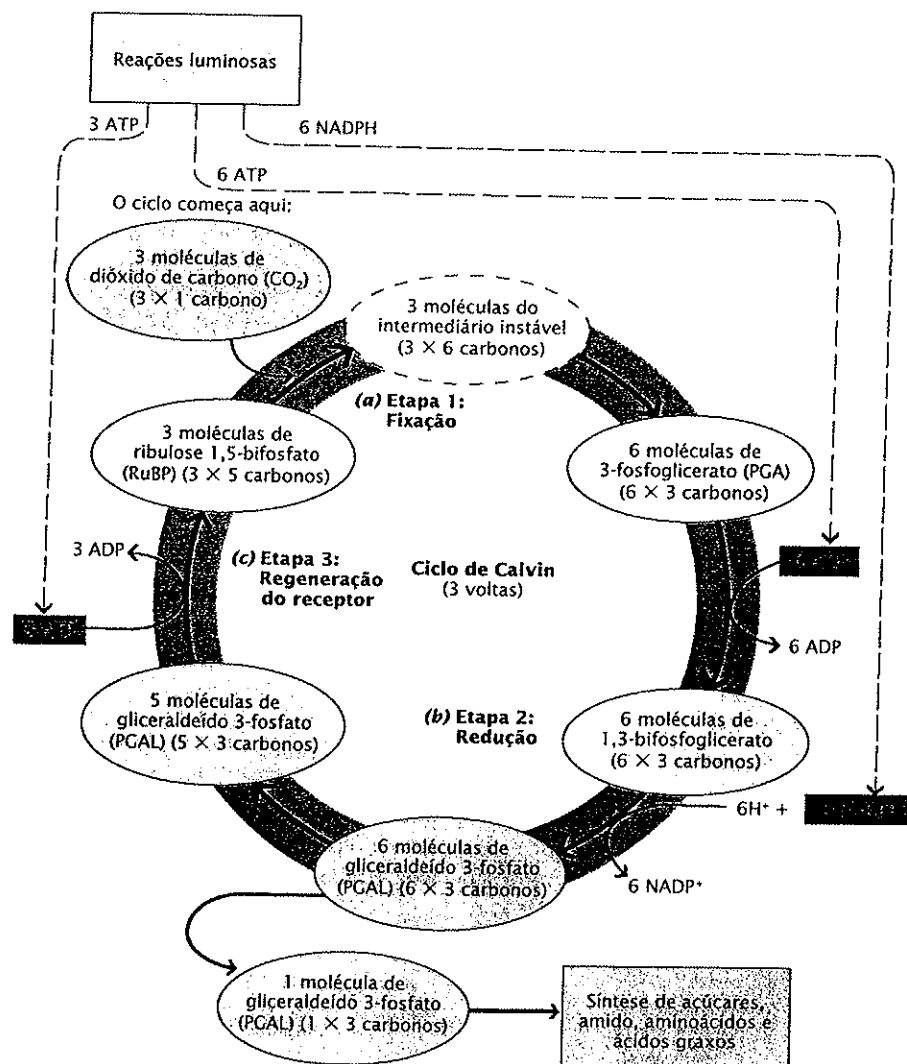 Reações luminosas
3 ATP
6 NADPH
6 ATP
O ciclo começa aqui:
3 moléculas de
dióxido de carbono (CO₂)
(3 × 1 carbono)
3 moléculas do
intermediário instável
(3 × 6 carbonos)
(a) Etapa 1:
Fixação
3 moléculas de
ribulose 1,5-bifosfato
(RuBP) (3 × 5 carbonos)
6 moléculas de
3-fosfoglicerato (PGA)
(6 × 3 carbonos)
3 ADP
(c) Etapa 3:
Regeneração
do receptor
Ciclo de Calvin
(3 voltas)
6 ADP
5 moléculas de
gliceraldeído 3-fosfato
(PGAL) (5 × 3 carbonos)
(b) Etapa 2:
Redução
6 moléculas de
1,3-bifosfoglicerato
(6 × 3 carbonos)
6H⁺ +
6 moléculas de
gliceraldeído 3-fosfato
(PGAL) (6 × 3 carbonos)
6 NADP⁺
1 molécula de
gliceraldeído 3-fosfato
(PGAL) (1 × 3 carbonos)
Síntese de açúcares,
amido, aminoácidos e
ácidos graxos